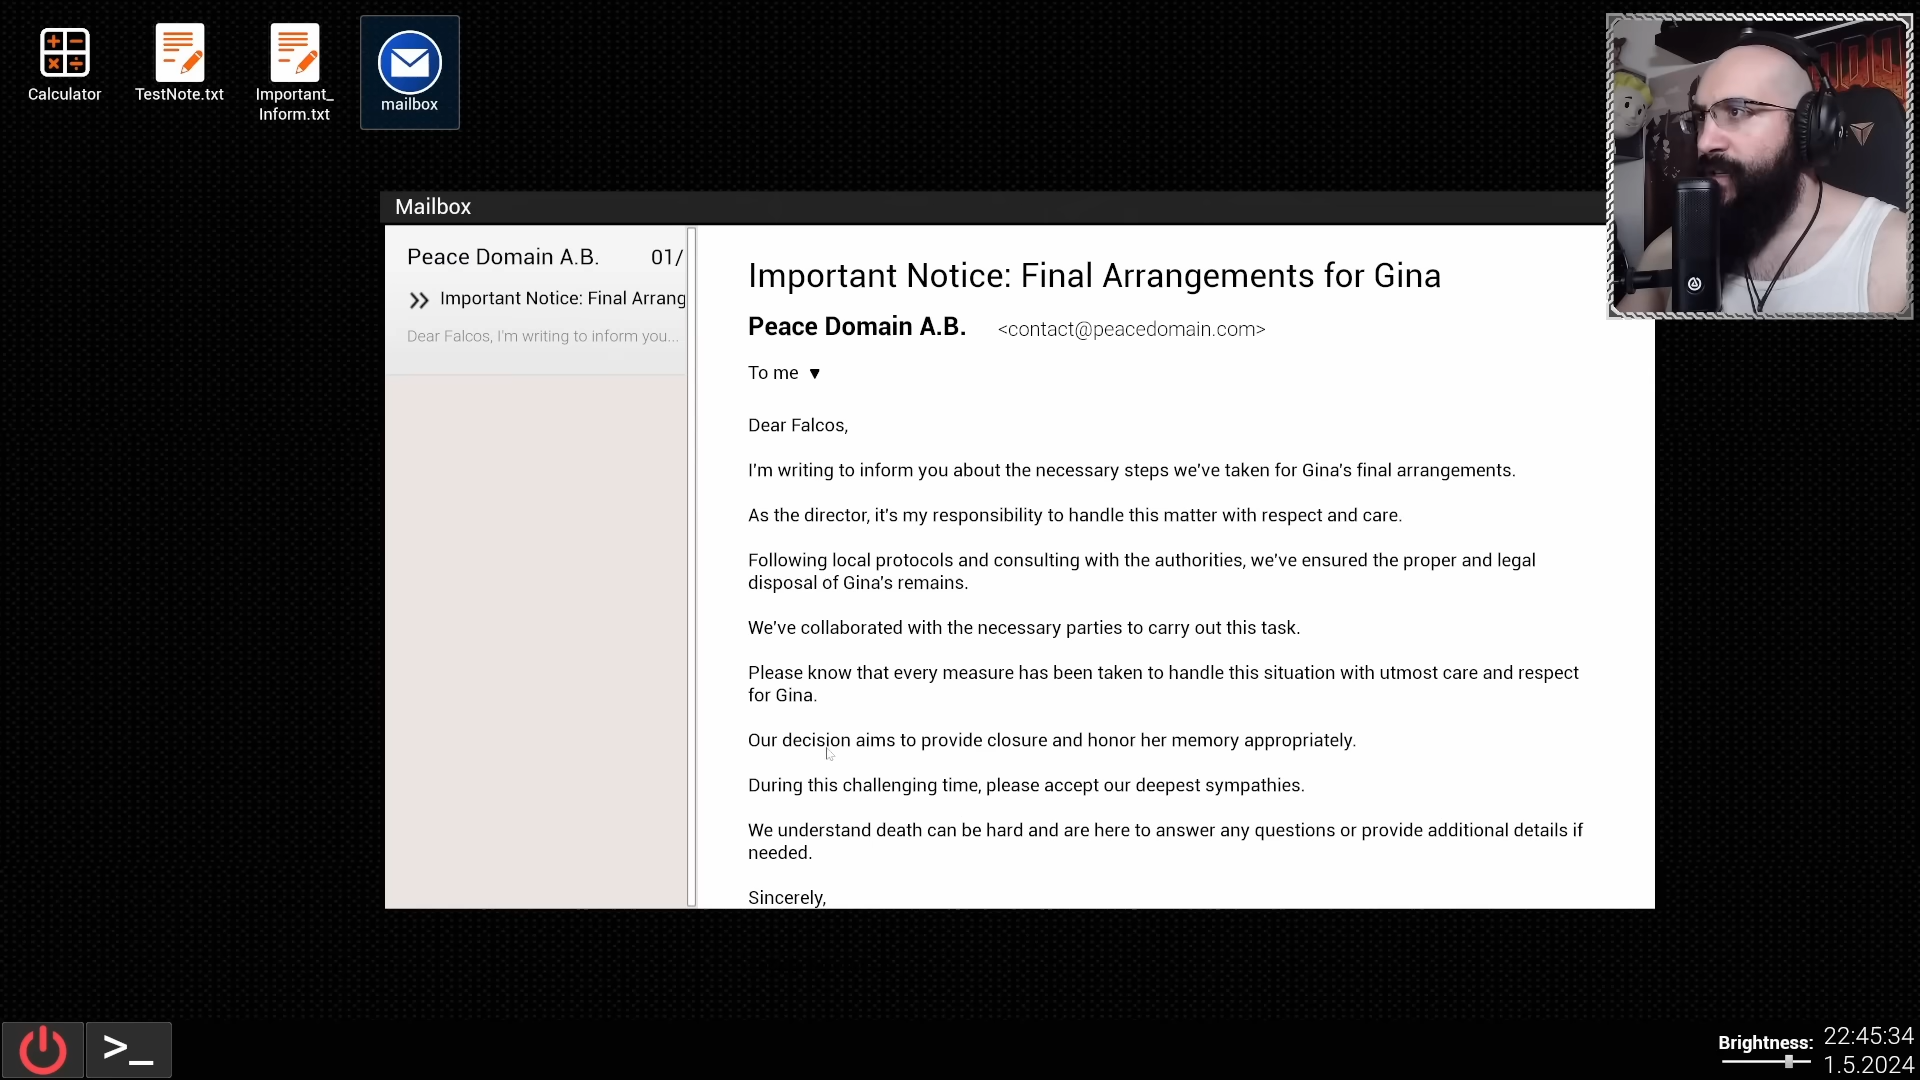 Calculator
TestNote.txt
Important_
Inform.txt
mailbox
Mailbox
Peace Domain A.B. 01/
Important Notice: Final Arrang
Dear Falcos, I'm writing to inform you...
Important Notice: Final Arrangements for Gina
Peace Domain A.B. <contact@peacedomain.com>
To me ▼
Dear Falcos,
I'm writing to inform you about the necessary steps we've taken for Gina's final arrangements.
As the director, it's my responsibility to handle this matter with respect and care.
Following local protocols and consulting with the authorities, we've ensured the proper and legal
disposal of Gina's remains.
We've collaborated with the necessary parties to carry out this task.
Please know that every measure has been taken to handle this situation with utmost care and respect
for Gina.
Our decision aims to provide closure and honor her memory appropriately.
During this challenging time, please accept our deepest sympathies.
We understand death can be hard and are here to answer any questions or provide additional details if
needed.
Sincerely,
>_
Brightness: 22:45:34
1.5.2024